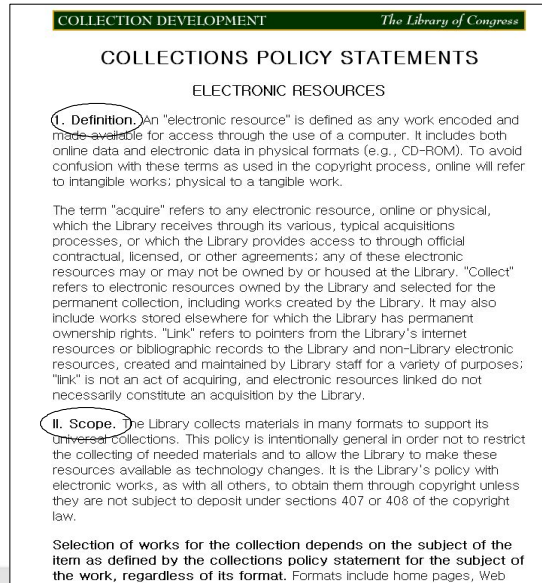 COLLECTION DEVELOPMENT The Library of Congress
COLLECTIONS POLICY STATEMENTS
ELECTRONIC RESOURCES
1. Definition. An "electronic resource" is defined as any work encoded and
made available for access through the use of a computer. It includes both
online data and electronic data in physical formats (e.g., CD-ROM). To avoid
confusion with these terms as used in the copyright process, online will refer
to intangible works; physical to a tangible work.
The term "acquire" refers to any electronic resource, online or physical,
which the Library receives through its various, typical acquisitions
processes, or which the Library provides access to through official
contractual, licensed, or other agreements; any of these electronic
resources may or may not be owned by or housed at the Library. "Collect"
refers to electronic resources owned by the Library and selected for the
permanent collection, including works created by the Library. It may also
include works stored elsewhere for which the Library has permanent
ownership rights. "Link" refers to pointers from the Library's internet
resources or bibliographic records to the Library and non-Library electronic
resources, created and maintained by Library staff for a variety of purposes;
"link" is not an act of acquiring, and electronic resources linked do not
necessarily constitute an acquisition by the Library.
II. Scope. The Library collects materials in many formats to support its
universal collections. This policy is intentionally general in order not to restrict
the collecting of needed materials and to allow the Library to make these
resources available as technology changes. It is the Library's policy with
electronic works, as with all others, to obtain them through copyright unless
they are not subject to deposit under sections 407 or 408 of the copyright
law.
Selection of works for the collection depends on the subject of the
item as defined by the collections policy statement for the subject of
the work, regardless of its format. Formats include home pages, Web